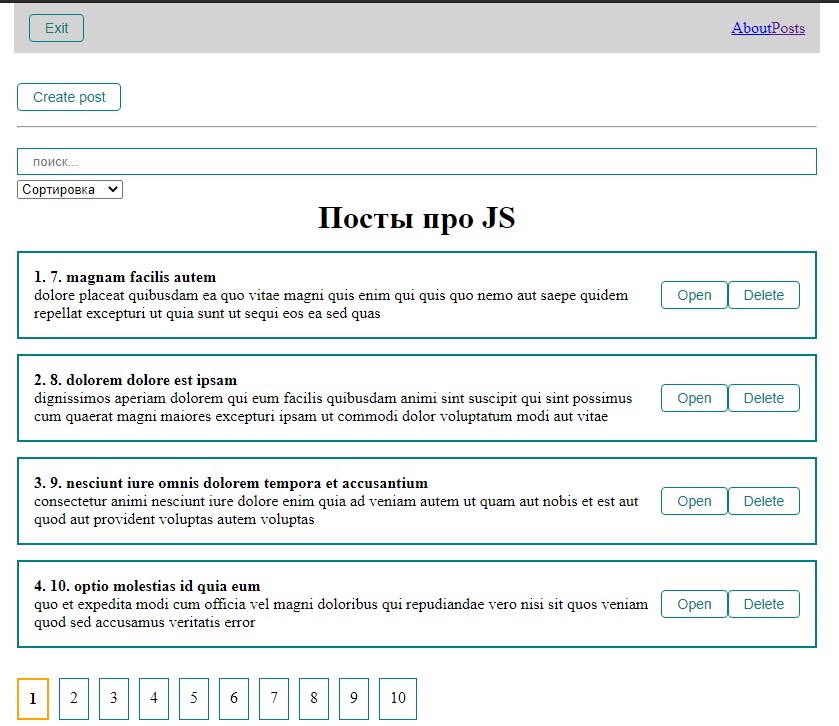 Exit
AboutPosts
Create post
поиск...
Сортировка
Посты про JS
1. 7. magnam facilis autem
dolore placeat quibusdam ea quo vitae magni quis enim qui quis quo nemo aut saepe quidem
repellat excepturi ut quia sunt ut sequi eos ea sed quas
Open Delete
2. 8. dolorem dolore est ipsam
dignissimos aperiam dolorem qui eum facilis quibusdam animi sint suscipit qui sint possimus
cum quaerat magni maiores excepturi ipsam ut commodi dolor voluptatum modi aut vitae
Open Delete
3. 9. nesciunt iure omnis dolorem tempora et accusantium
consectetur animi nesciunt iure dolore enim quia ad veniam autem ut quam aut nobis et est aut
quod aut provident voluptas autem voluptas
Open Delete
4. 10. optio molestias id quia eum
quo et expedita modi cum officia vel magni doloribus qui repudiandae vero nisi sit quos veniam
quod sed accusamus veritatis error
Open Delete
1 2 3 4 5 6 7 8 9 10